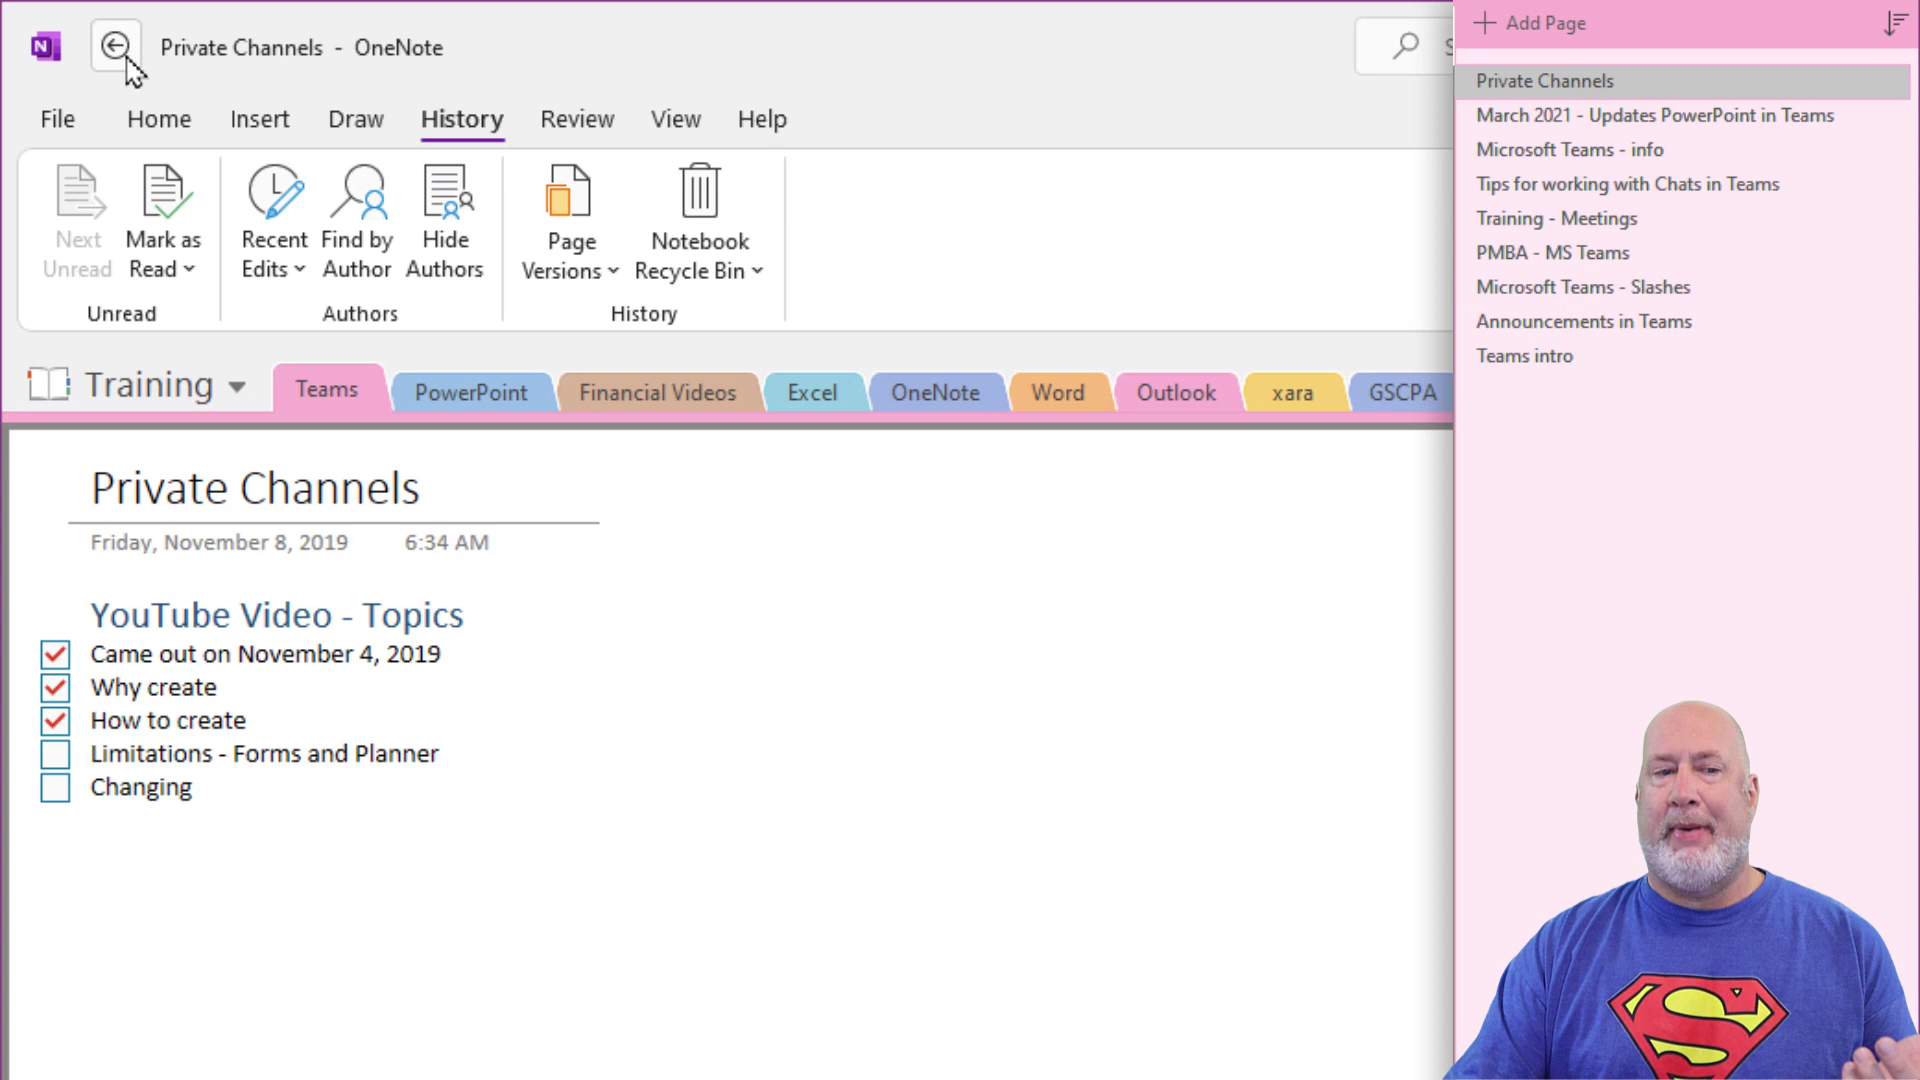 N Private Channels - OneNote
File Home Insert Draw History Review View Help
Next Unread
Mark as Read
Recent Edits
Find by Author
Hide Authors
Page Versions
Notebook Recycle Bin
Unread Authors History
Training Teams PowerPoint Financial Videos Excel OneNote Word Outlook xara GSCPA
Private Channels
Friday, November 8, 2019 6:34 AM
YouTube Video - Topics
Came out on November 4, 2019
Why create
How to create
Limitations - Forms and Planner
Changing
+ Add Page
Private Channels
March 2021 - Updates PowerPoint in Teams
Microsoft Teams - info
Tips for working with Chats in Teams
Training - Meetings
PMBA - MS Teams
Microsoft Teams - Slashes
Announcements in Teams
Teams intro
S